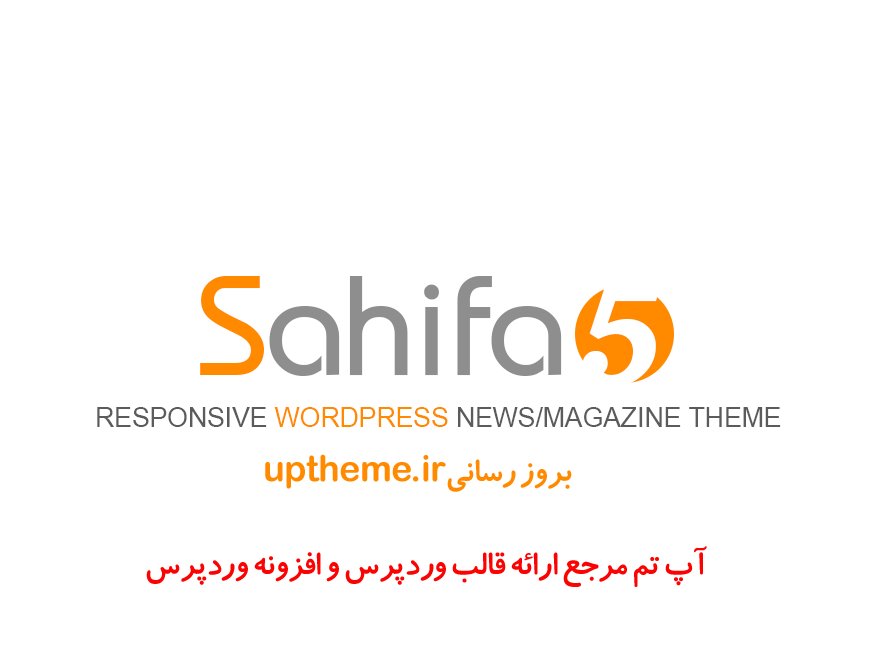 Sahifa 5
RESPONSIVE WORDPRESS NEWS/MAGAZINE THEME
بروز رسانی uptheme.ir
آپ تم مرجع ارائه قالب وردپرس و افزونه وردپرس